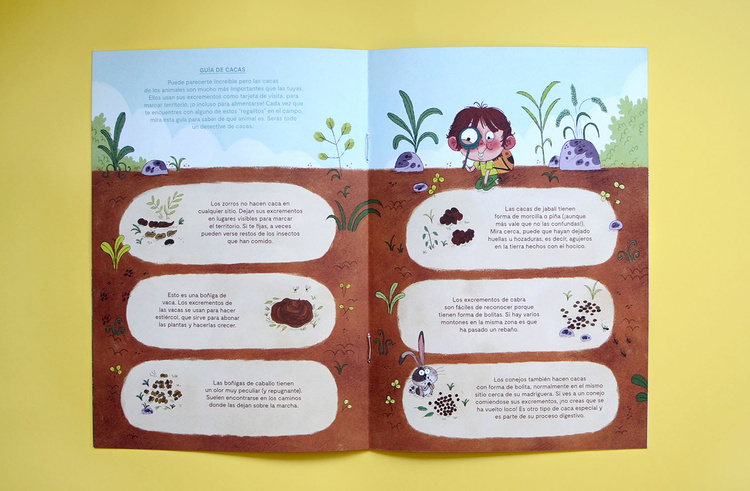 GUÍA DE CACAS
Puede parecerte increíble pero las cacas
de los animales son mucho más importantes que las tuyas.
Ellos usan sus excrementos como tarjeta de visita, para
marcar territorio, ¡o incluso para alimentarse! Cada vez que
te encuentres con alguno de estos "regalitos" en el campo,
mira esta guía para saber de qué animal es. Serás todo
un detective de cacas.
Los zorros no hacen caca en
cualquier sitio. Dejan sus excrementos
en lugares visibles para marcar
el territorio. Si te fijas, a veces
pueden verse restos de los insectos
que han comido.
Esto es una boñiga de
vaca. Los excrementos de
las vacas se usan para hacer
estiércol, que sirve para abonar
las plantas y hacerlas crecer.
Las boñigas de caballo tienen
un olor muy peculiar (y repugnante).
Suelen encontrarse en los caminos
donde las dejan sobre la marcha.
Las cacas de jabalí tienen
forma de morcilla o piña (¡aunque
más vale que no las confundas!).
Mira cerca, puede que hayan dejado
huellas u hozaduras, es decir, agujeros
en la tierra hechos con el hocico.
Los excrementos de cabra
son fáciles de reconocer porque
tienen forma de bolitas. Si hay varios
montones en la misma zona es que
ha pasado un rebaño.
Los conejos también hacen cacas
con forma de bolita, normalmente en el mismo
sitio cerca de su madriguera. Si ves a un conejo
comiéndose sus excrementos, ¡no creas que se
ha vuelto loco! Es otro tipo de caca especial y
es parte de su proceso digestivo.